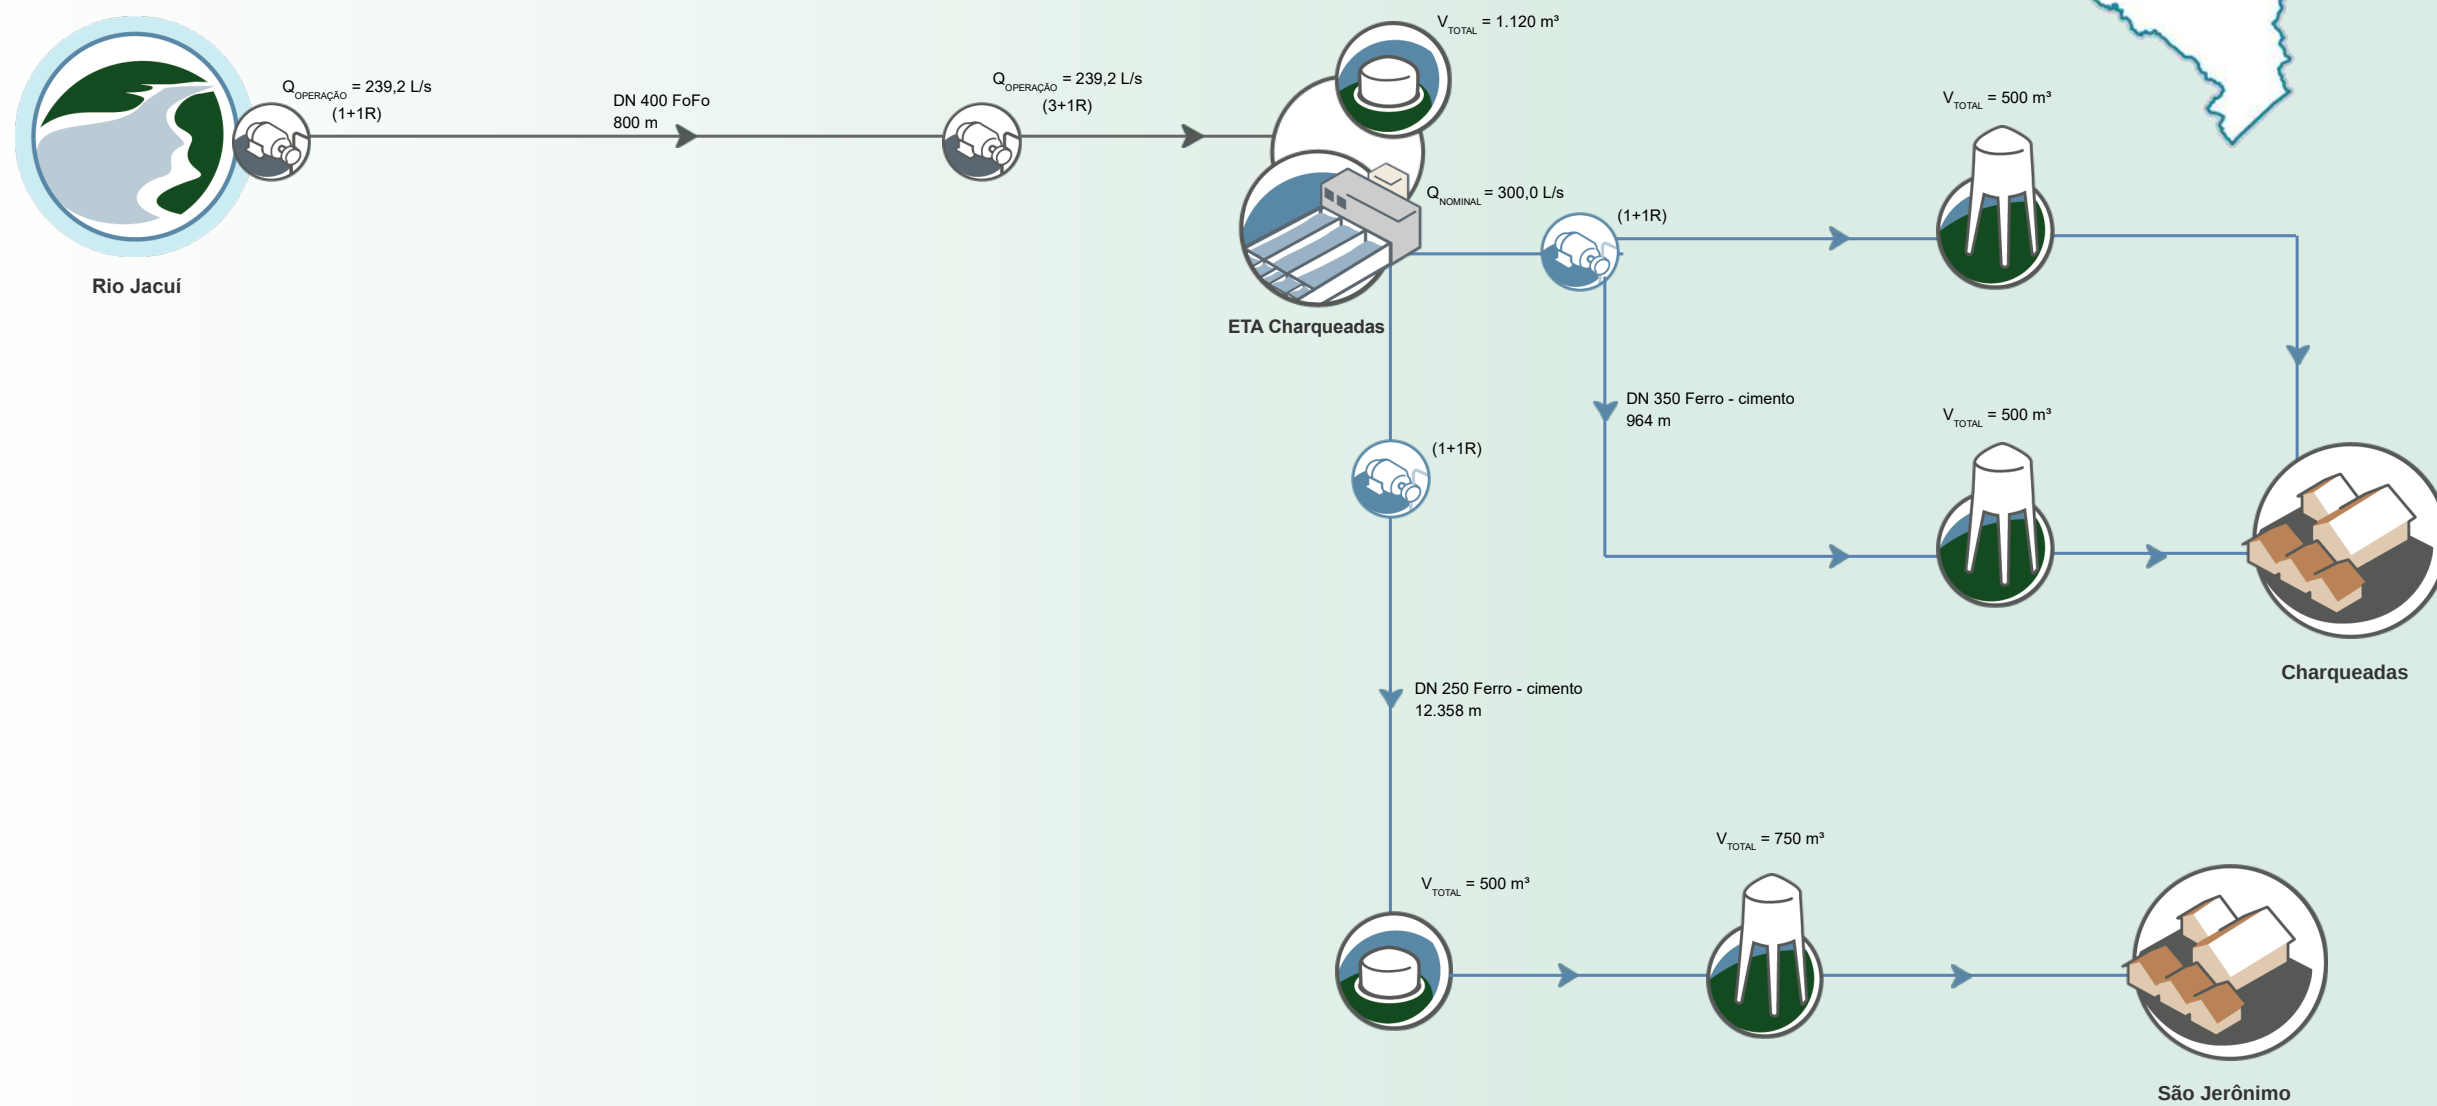 V TOTAL = 1.120 m³
Q OPERAÇÃO = 239,2 L/s
(1+1R)
DN 400 FoFo
800 m
Q OPERAÇÃO = 239,2 L/s
(3+1R)
V TOTAL = 500 m³
Q NOMINAL = 300,0 L/s
(1+1R)
Rio Jacuí
ETA Charqueadas
DN 350 Ferro - cimento
964 m
V TOTAL = 500 m³
(1+1R)
Charqueadas
DN 250 Ferro - cimento
12.358 m
V TOTAL = 750 m³
V TOTAL = 500 m³
São Jerônimo